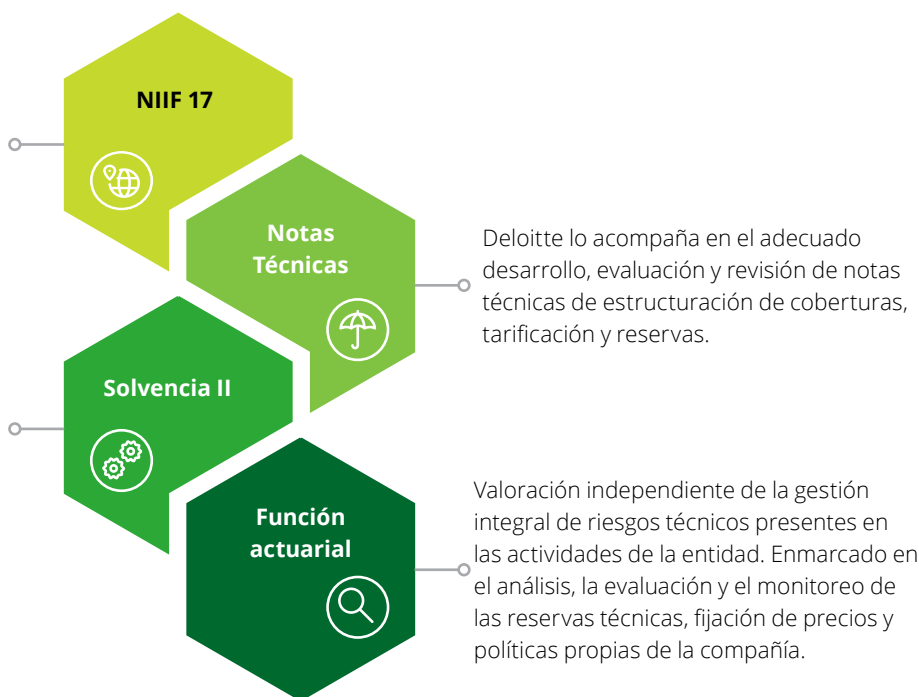 NIIF 17
Notas
Técnicas
Deloitte lo acompaña en el adecuado
desarrollo, evaluación y revisión de notas
técnicas de estructuración de coberturas,
tarificación y reservas.
Solvencia II
Función
actuarial
Valoración independiente de la gestión
integral de riesgos técnicos presentes en
las actividades de la entidad. Enmarcado en
el análisis, la evaluación y el monitoreo de
las reservas técnicas, fijación de precios y
políticas propias de la compañía.